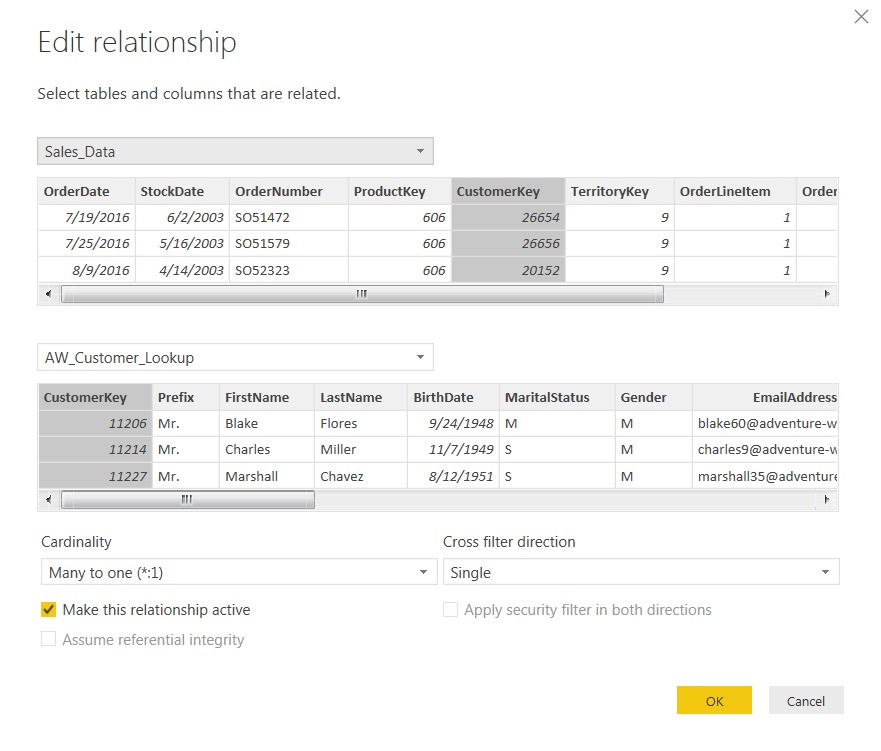 Edit relationship
Select tables and columns that are related.
Sales_Data
OrderDate StockDate OrderNumber ProductKey CustomerKey TerritoryKey OrderLineItem Order
7/19/2016 6/2/2003 SO51472 606 26654 9 1
7/25/2016 5/16/2003 SO51579 606 26656 9 1
8/9/2016 4/14/2003 SO52323 606 20152 9 1
AW_Customer_Lookup
CustomerKey Prefix FirstName LastName BirthDate MaritalStatus Gender EmailAddress
11206 Mr. Blake Flores 9/24/1948 M M blake60@adventure-w
11214 Mr. Charles Miller 11/7/1949 S M charles9@adventure-w
11227 Mr. Marshall Chavez 8/12/1951 S M marshall35@adventure
Cardinality Cross filter direction
Many to one (*:1) Single
Make this relationship active Apply security filter in both directions
Assume referential integrity
OK Cancel